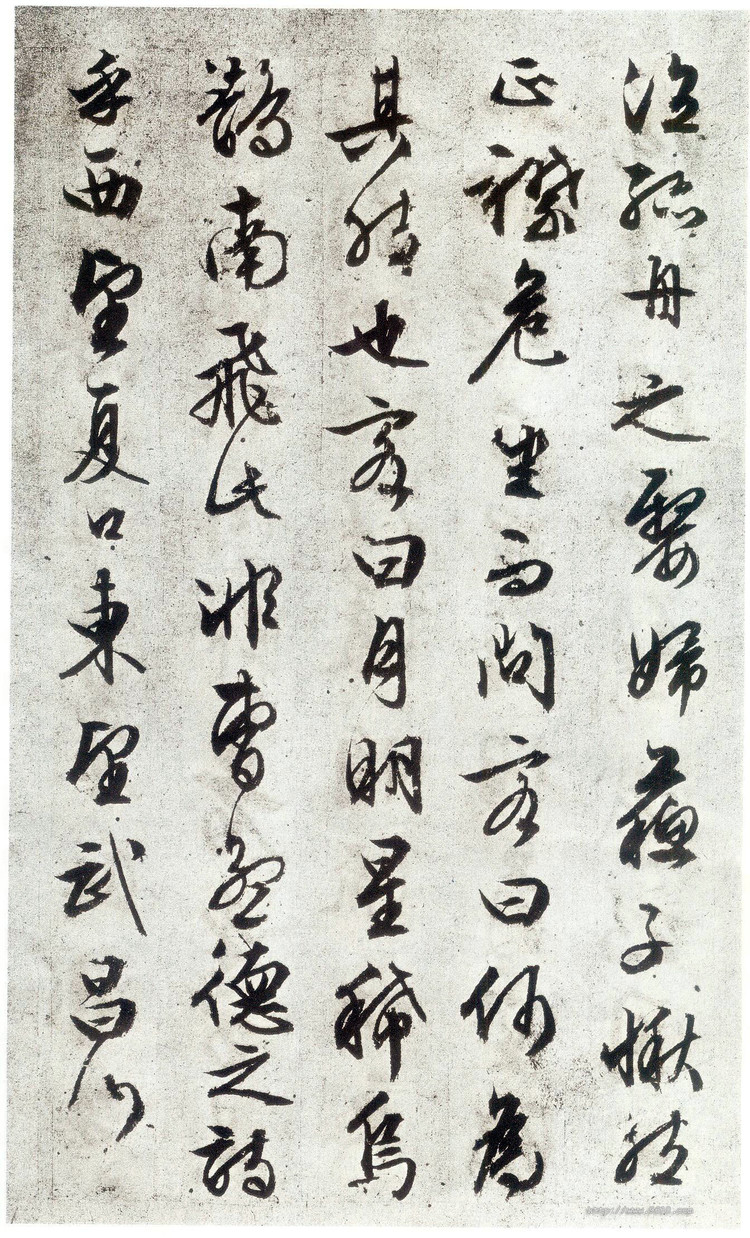 泣孤舟之嫠婦蘇子愀然
正襟危坐而問客曰何為
其然也客曰月明星稀烏
鵲南飛此非曹孟德之詩
乎西望夏口東望武昌山